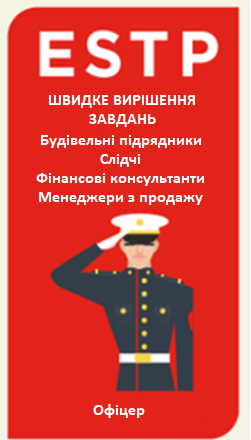 ESTP
ШВИДКЕ ВИРІШЕННЯ
ЗАВДАНЬ
Будівельні підрядники
Слідчі
Фінансові консультанти
Менеджери з продажу
Офіцер